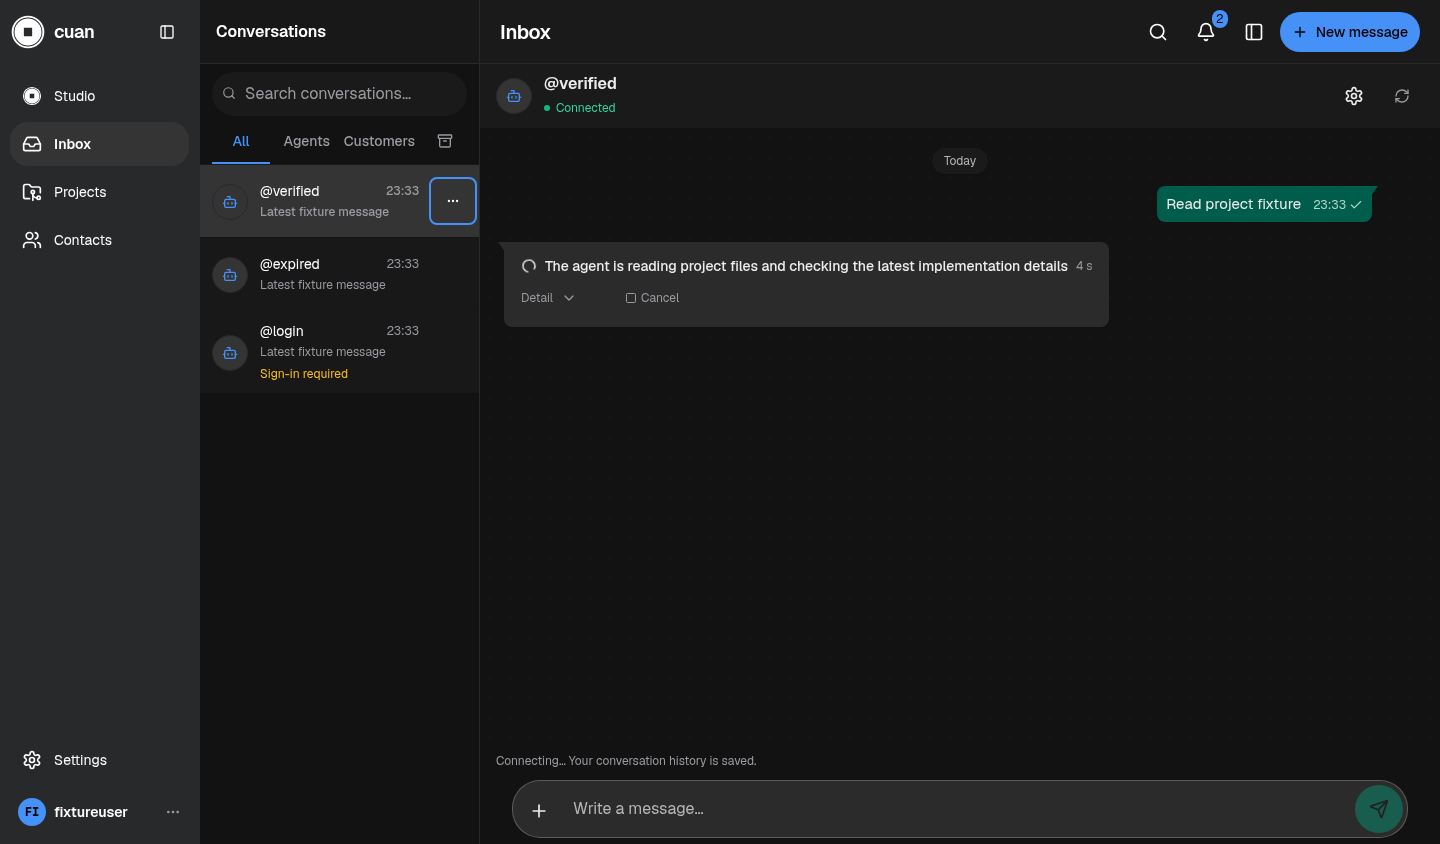 cuan
Studio
Inbox
Projects
Contacts
Settings
FI fixtureuser
Conversations
Search conversations...
All Agents Customers
@verified 23:33
Latest fixture message
@expired 23:33
Latest fixture message
@login 23:33
Latest fixture message
Sign-in required
Inbox
2
New message
@verified
Connected
Today
Read project fixture 23:33
The agent is reading project files and checking the latest implementation details 4 s
Detail Cancel
Connecting... Your conversation history is saved.
Write a message...